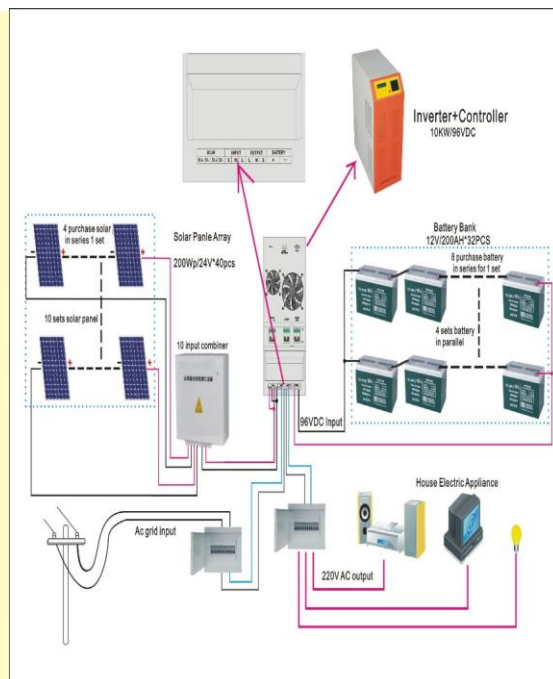 Inverter+Controller
10KW/96VDC
SOLAR INPUT OUTPUT BATTERY
4 purchase solar
in series 1 set
Solar Panle Array
200Wp/24V*40pcs
10 sets solar panel
10 input combiner
Battery Bank
12V/200AH*32PCS
8 purchase battery
in series for 1 set
4 sets battery
in parallel
96VDC Input
Ac grid input
House Electric Appliance
220V AC output